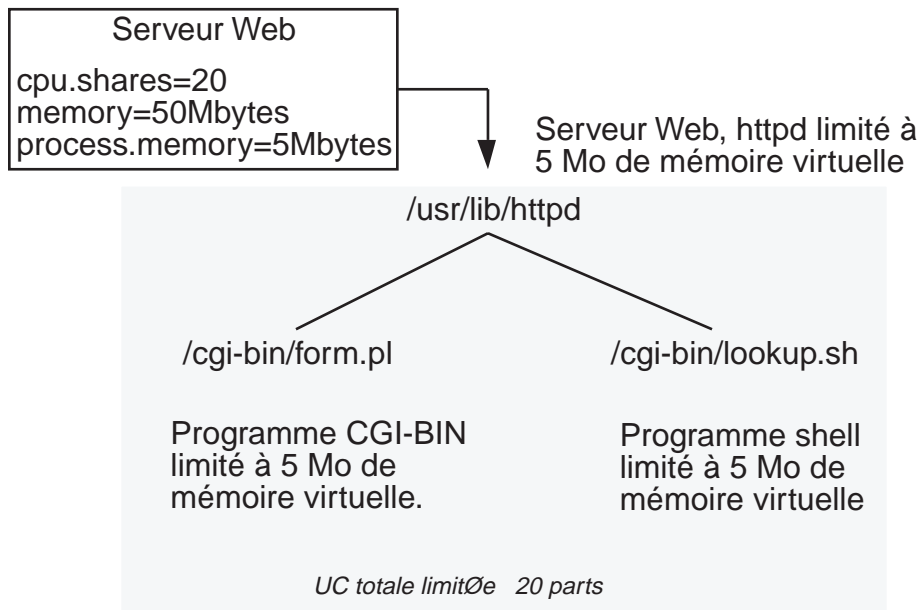 Serveur Web
cpu.shares=20
memory=50Mbytes
process.memory=5Mbytes
Serveur Web, httpd limité à
5 Mo de mémoire virtuelle
/usr/lib/httpd
/cgi-bin/form.pl
/cgi-bin/lookup.sh
Programme CGI-BIN
limité à 5 Mo de
mémoire virtuelle.
Programme shell
limité à 5 Mo de
mémoire virtuelle
UC totale limitØe 20 parts